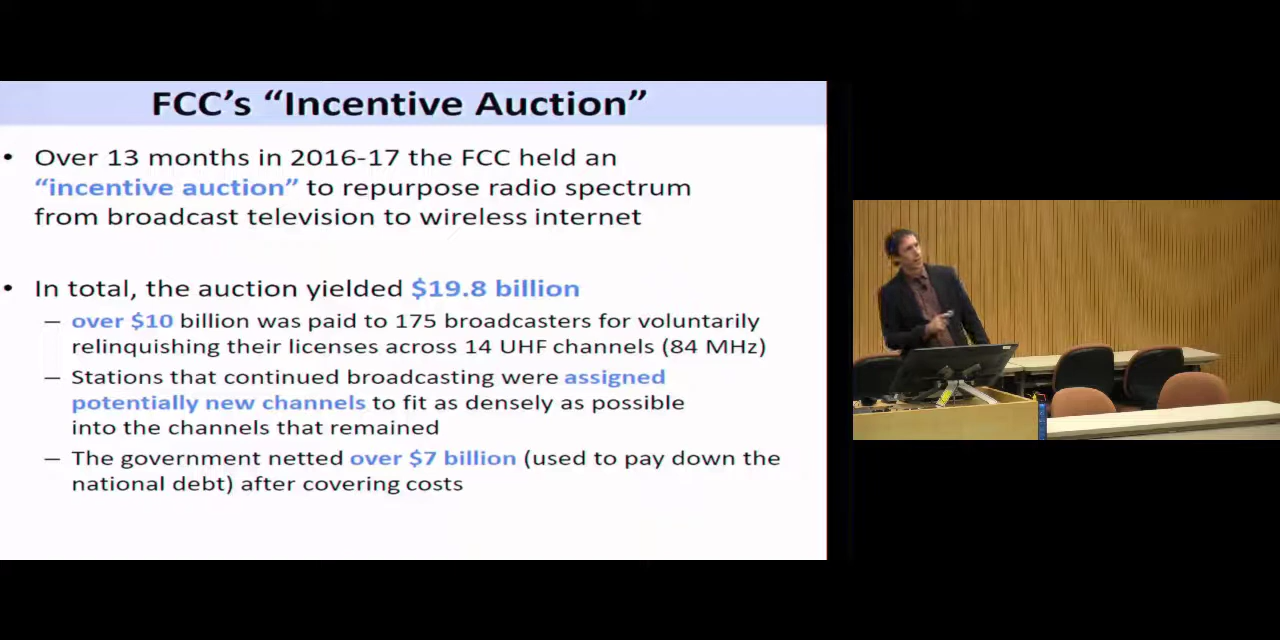 FCC's “Incentive Auction”
• Over 13 months in 2016-17 the FCC held an
“incentive auction” to repurpose radio spectrum
from broadcast television to wireless internet
• In total, the auction yielded $19.8 billion
– over $10 billion was paid to 175 broadcasters for voluntarily
relinquishing their licenses across 14 UHF channels (84 MHz)
– Stations that continued broadcasting were assigned
potentially new channels to fit as densely as possible
into the channels that remained
– The government netted over $7 billion (used to pay down the
national debt) after covering costs